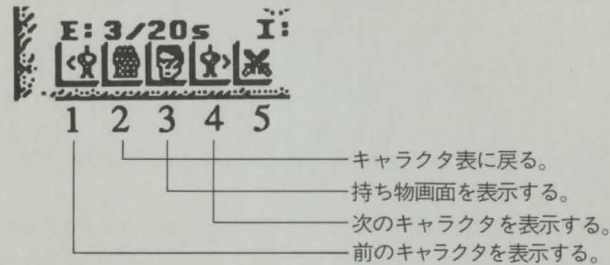 E: 3/20s I:
1 2 3 4 5
キャラクタ表に戻る。
持ち物画面を表示する。
次のキャラクタを表示する。
前のキャラクタを表示する。